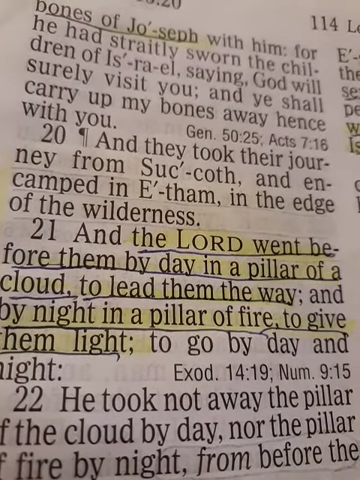 bones of Jo´-seph with him: for
he had straitly sworn the chil-
dren of Is´-ra-el, saying, God will
surely visit you; and ye shall
carry up my bones away hence
with you.
Gen. 50:25; Acts 7:16
20 ¶ And they took their jour-
ney from Suc´-coth, and en-
camped in E´-tham, in the edge
of the wilderness.
21 And the LORD went be-
fore them by day in a pillar of a
cloud, to lead them the way; and
by night in a pillar of fire, to give
them light; to go by day and
night:
Exod. 14:19; Num. 9:15
22 He took not away the pillar
of the cloud by day, nor the pillar
of fire by night, from before the
114